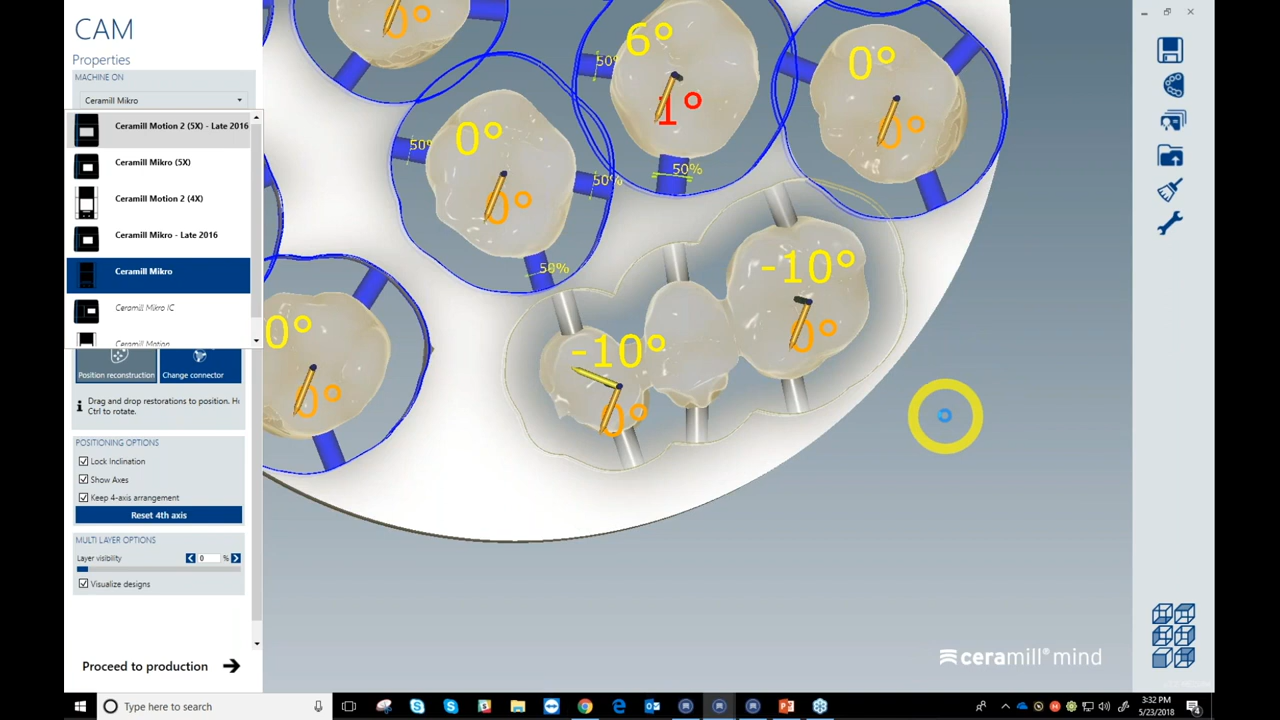 CAM
Properties
MACHINE ON
Ceramill Mikro
Ceramill Motion 2 (5X) - Late 2016
Ceramill Mikro (5X)
Ceramill Motion 2 (4X)
Ceramill Mikro - Late 2016
Ceramill Mikro
Ceramill Mikro IC
Ceramill Motion
Position reconstruction
Change connector
Drag and drop restorations to position. H
Ctrl to rotate.
POSITIONING OPTIONS
Lock Inclination
Show Axes
Keep 4-axis arrangement
Reset 4th axis
MULTI LAYER OPTIONS
Layer visibility
0
%
Visualize designs
Proceed to production
0°
6°
1°
50%
50%
0°
0°
0°
0°
50%
50%
50%
0°
0°
-10°
0°
-10°
0°
ceramill® mind
Type here to search
3:32 PM
5/23/2018
4